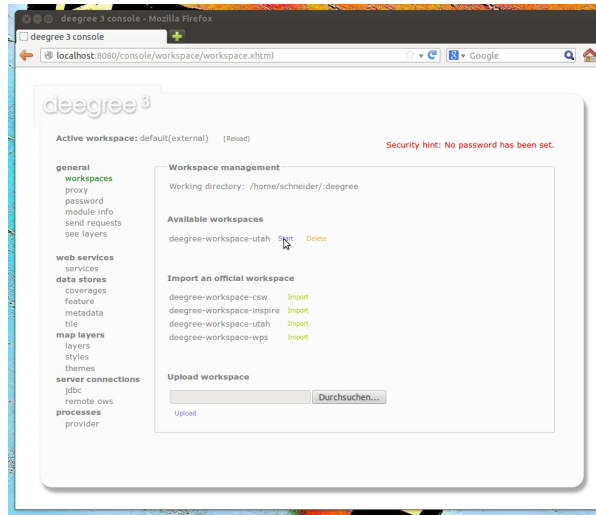 deegree 3 console - Mozilla Firefox
deegree 3 console
localhost:8080/console/workspace/workspace.xhtml
Google
deegree 3
Active workspace: default(external) [Reload]
Security hint: No password has been set.
general
workspaces
proxy
password
module info
send requests
see layers
web services
services
data stores
coverages
feature
metadata
tile
map layers
layers
styles
themes
server connections
jdbc
remote ows
processes
provider
Workspace management
Working directory: /home/schneider/.deegree
Available workspaces
deegree-workspace-utah Start Delete
Import an official workspace
deegree-workspace-csw Import
deegree-workspace-inspire Import
deegree-workspace-utah Import
deegree-workspace-wps Import
Upload workspace
Durchsuchen...
Upload